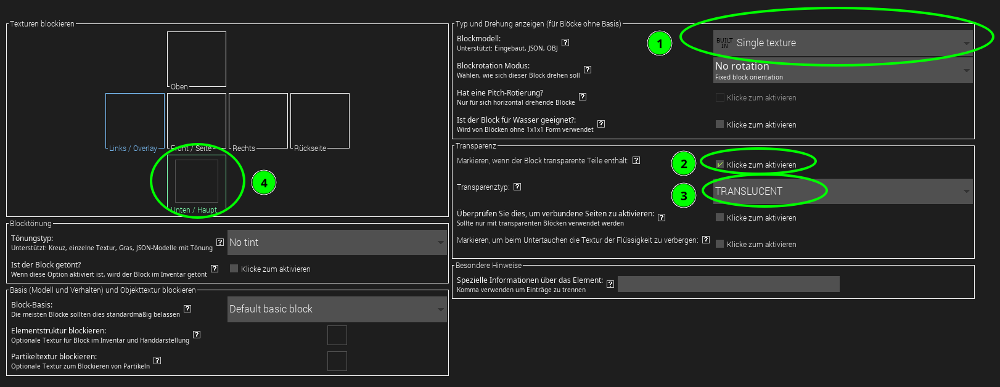 Texturen blockieren
Oben
Links / Overlay
Front / Seite
Rechts
Rückseite
Unten / Haupt
4
Blocktönung
Tönungstyp:
Unterstützt: Kreuz, einzelne Textur, Gras, JSON-Modelle mit Tönung
?
No tint
Ist der Block getönt?
Wenn diese Option aktiviert ist, wird der Block im Inventar getönt
?
Klicke zum aktivieren
Basis (Modell und Verhalten) und Objekttextur blockieren
Block-Basis:
Die meisten Blöcke sollten dies standardmäßig belassen
?
Default basic block
Elementstruktur blockieren:
Optionale Textur für Block im Inventar und Handdarstellung
?
Partikeltextur blockieren:
Optionale Textur zum Blockieren von Partikeln
?
Typ und Drehung anzeigen (für Blöcke ohne Basis)
Blockmodell:
Unterstützt: Eingebaut, JSON, OBJ
?
1
BUILT
IN
Single texture
Blockrotation Modus:
Wählen, wie sich dieser Block drehen soll
?
No rotation
Fixed block orientation
Hat eine Pitch-Rotierung?
Nur für sich horizontal drehende Blöcke
?
Klicke zum aktivieren
Ist der Block für Wasser geeignet?:
Wird von Blöcken ohne 1x1x1 Form verwendet
?
Klicke zum aktivieren
Transparenz
Markieren, wenn der Block transparente Teile enthält:
?
2
Klicke zum aktivieren
Transparenztyp:
?
3
TRANSLUCENT
Überprüfen Sie dies, um verbundene Seiten zu aktivieren:
Sollte nur mit transparenten Blöcken verwendet werden
?
Klicke zum aktivieren
Markieren, um beim Untertauchen die Textur der Flüssigkeit zu verbergen:
?
Klicke zum aktivieren
Besondere Hinweise
Spezielle Informationen über das Element:
Komma verwenden um Einträge zu trennen
?